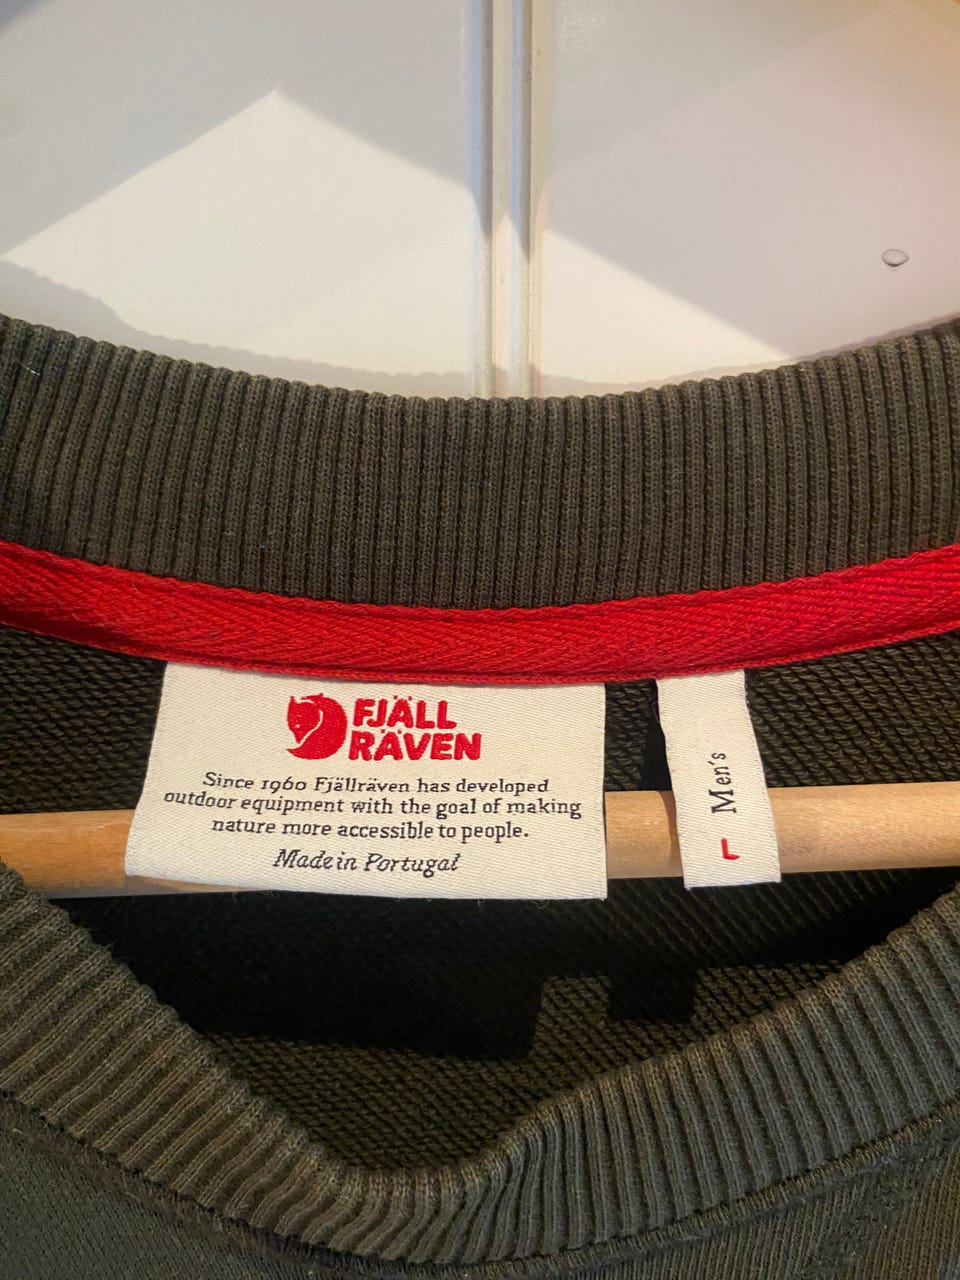 FJÄLL
RÄVEN
Since 1960 Fjällräven has developed
outdoor equipment with the goal of making
nature more accessible to people.
Made in Portugal
Men's
L